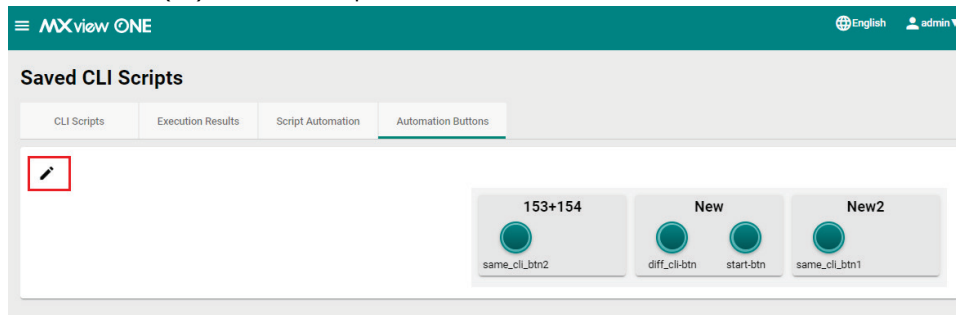 MXview ONE
English
admin
Saved CLI Scripts
CLI Scripts
Execution Results
Script Automation
Automation Buttons
153+154
New
New2
same_cli_btn2
diff_cli-btn
start-btn
same_cli_btn1